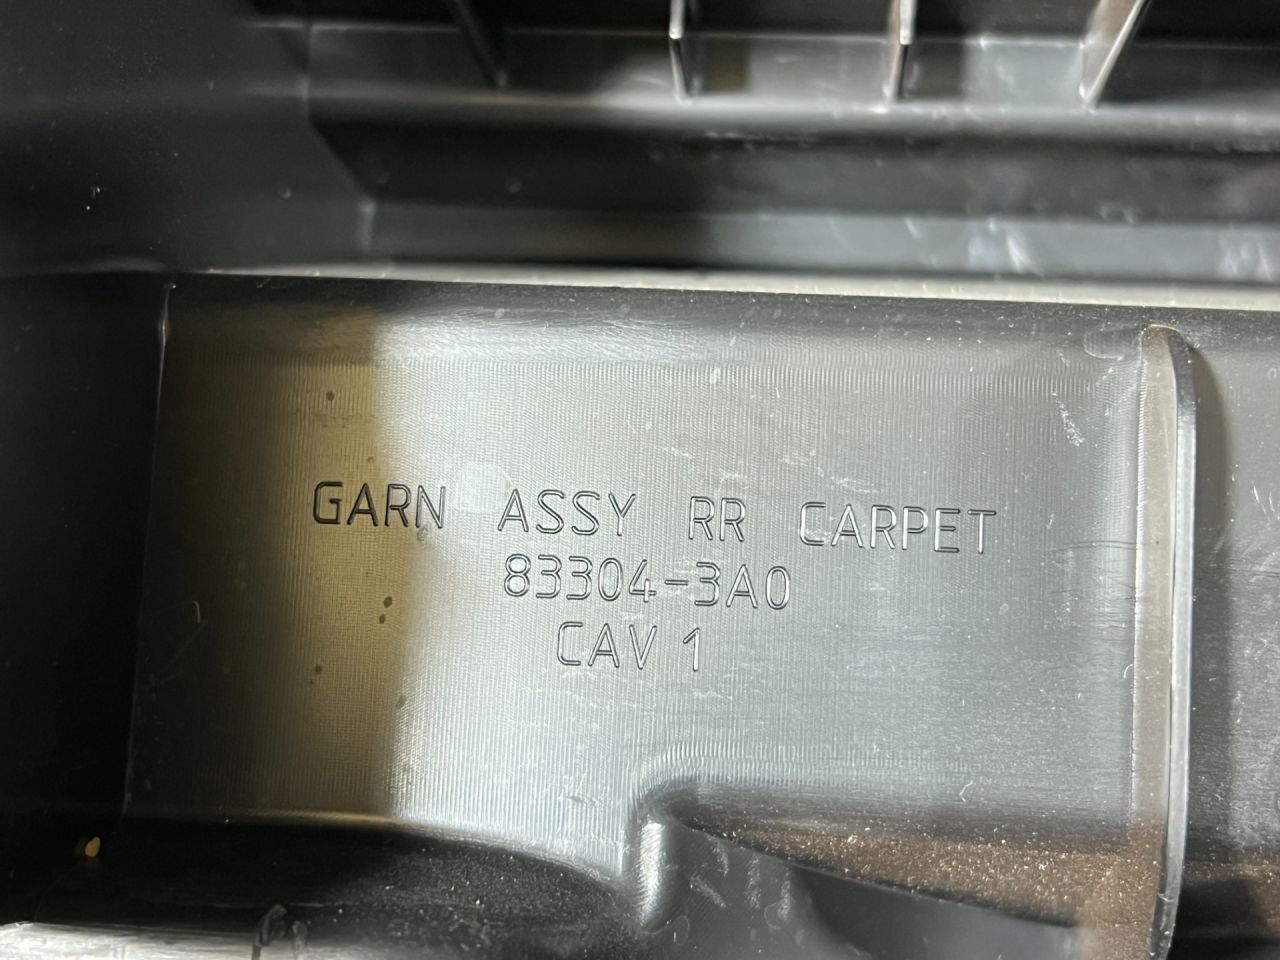 GARN ASSY RR CARPET
83304-3A0
CAV 1